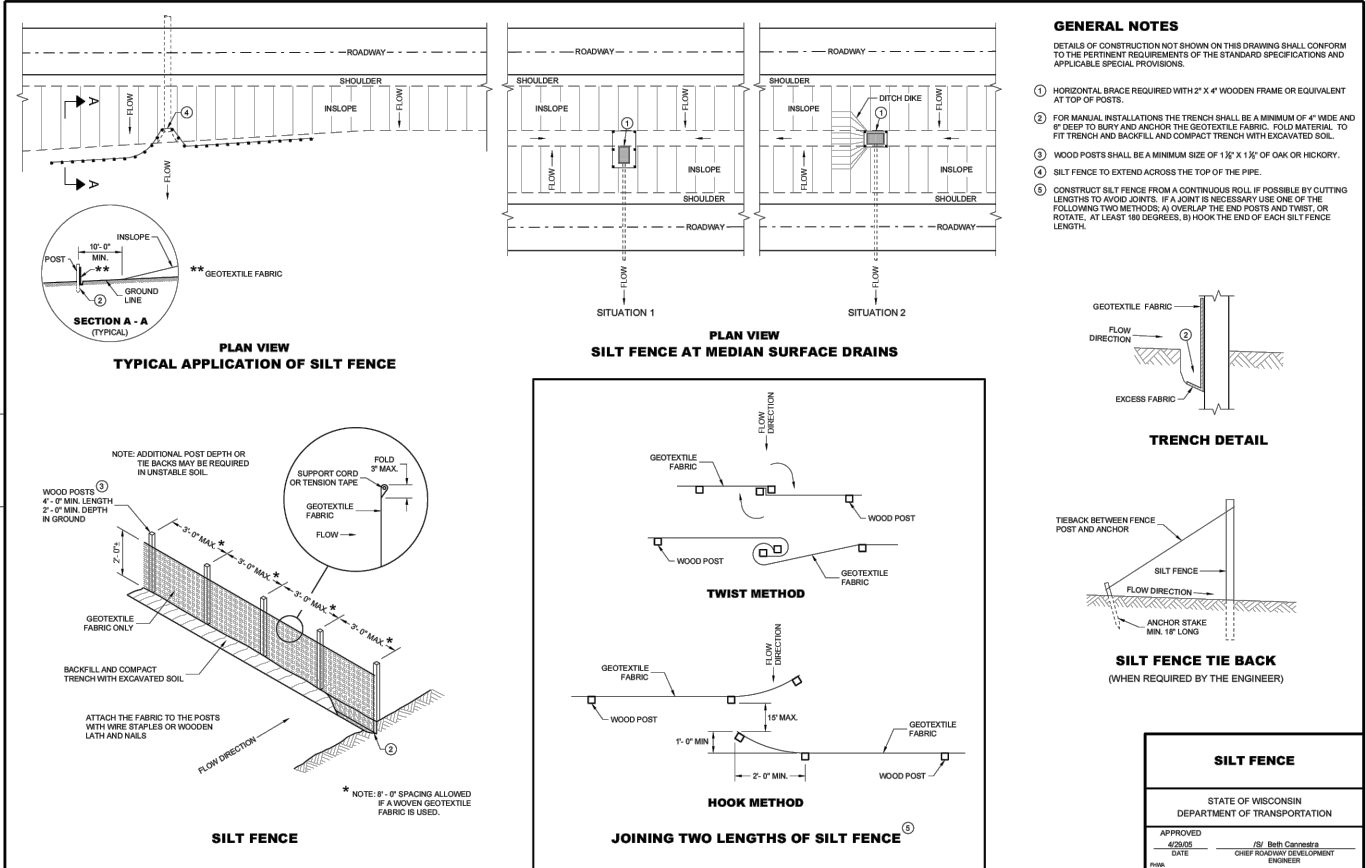 ROADWAY
SHOULDER
A
FLOW
4
INSLOPE
FLOW
A
FLOW
INSLOPE
10'- 0"
MIN.
POST
**
2
GROUND
LINE
SECTION A - A
(TYPICAL)
** GEOTEXTILE FABRIC
PLAN VIEW
TYPICAL APPLICATION OF SILT FENCE
ROADWAY
SHOULDER
SHOULDER
INSLOPE
FLOW
1
FLOW
INSLOPE
SHOULDER
ROADWAY
FLOW
SITUATION 1
ROADWAY
SHOULDER
INSLOPE
DITCH DIKE
FLOW
1
FLOW
INSLOPE
SHOULDER
ROADWAY
FLOW
SITUATION 2
PLAN VIEW
SILT FENCE AT MEDIAN SURFACE DRAINS
GENERAL NOTES
DETAILS OF CONSTRUCTION NOT SHOWN ON THIS DRAWING SHALL CONFORM
TO THE PERTINENT REQUIREMENTS OF THE STANDARD SPECIFICATIONS AND
APPLICABLE SPECIAL PROVISIONS.
1 HORIZONTAL BRACE REQUIRED WITH 2" X 4" WOODEN FRAME OR EQUIVALENT
AT TOP OF POSTS.
2 FOR MANUAL INSTALLATIONS THE TRENCH SHALL BE A MINIMUM OF 4" WIDE AND
6" DEEP TO BURY AND ANCHOR THE GEOTEXTILE FABRIC. FOLD MATERIAL TO
FIT TRENCH AND BACKFILL AND COMPACT TRENCH WITH EXCAVATED SOIL.
3 WOOD POSTS SHALL BE A MINIMUM SIZE OF 1 ⅛" X 1 ⅛" OF OAK OR HICKORY.
4 SILT FENCE TO EXTEND ACROSS THE TOP OF THE PIPE.
5 CONSTRUCT SILT FENCE FROM A CONTINUOUS ROLL IF POSSIBLE BY CUTTING
LENGTHS TO AVOID JOINTS. IF A JOINT IS NECESSARY USE ONE OF THE
FOLLOWING TWO METHODS; A) OVERLAP THE END POSTS AND TWIST, OR
ROTATE, AT LEAST 180 DEGREES, B) HOOK THE END OF EACH SILT FENCE
LENGTH.
GEOTEXTILE FABRIC
FLOW
DIRECTION
2
EXCESS FABRIC
TRENCH DETAIL
NOTE: ADDITIONAL POST DEPTH OR
TIE BACKS MAY BE REQUIRED
IN UNSTABLE SOIL.
WOOD POSTS 3
4' - 0" MIN. LENGTH
2' - 0" MIN. DEPTH
IN GROUND
2'- 0"±
3'- 0" MAX. *
3'- 0" MAX. *
3'- 0" MAX. *
3'- 0" MAX. *
FOLD
3" MAX.
SUPPORT CORD
OR TENSION TAPE
GEOTEXTILE
FABRIC
FLOW
GEOTEXTILE
FABRIC ONLY
BACKFILL AND COMPACT
TRENCH WITH EXCAVATED SOIL
ATTACH THE FABRIC TO THE POSTS
WITH WIRE STAPLES OR WOODEN
LATH AND NAILS
FLOW DIRECTION
2
* NOTE: 8' - 0" SPACING ALLOWED
IF A WOVEN GEOTEXTILE
FABRIC IS USED.
SILT FENCE
FLOW
DIRECTION
GEOTEXTILE
FABRIC
WOOD POST
WOOD POST
GEOTEXTILE
FABRIC
TWIST METHOD
FLOW
DIRECTION
GEOTEXTILE
FABRIC
WOOD POST
15' MAX.
1'- 0" MIN
GEOTEXTILE
FABRIC
2'- 0" MIN.
WOOD POST
HOOK METHOD
JOINING TWO LENGTHS OF SILT FENCE 5
TIEBACK BETWEEN FENCE
POST AND ANCHOR
SILT FENCE
FLOW DIRECTION
ANCHOR STAKE
MIN. 18" LONG
SILT FENCE TIE BACK
(WHEN REQUIRED BY THE ENGINEER)
SILT FENCE
STATE OF WISCONSIN
DEPARTMENT OF TRANSPORTATION
APPROVED
4/29/05 /S/ Beth Cannestra
DATE CHIEF ROADWAY DEVELOPMENT
ENGINEER
FHWA